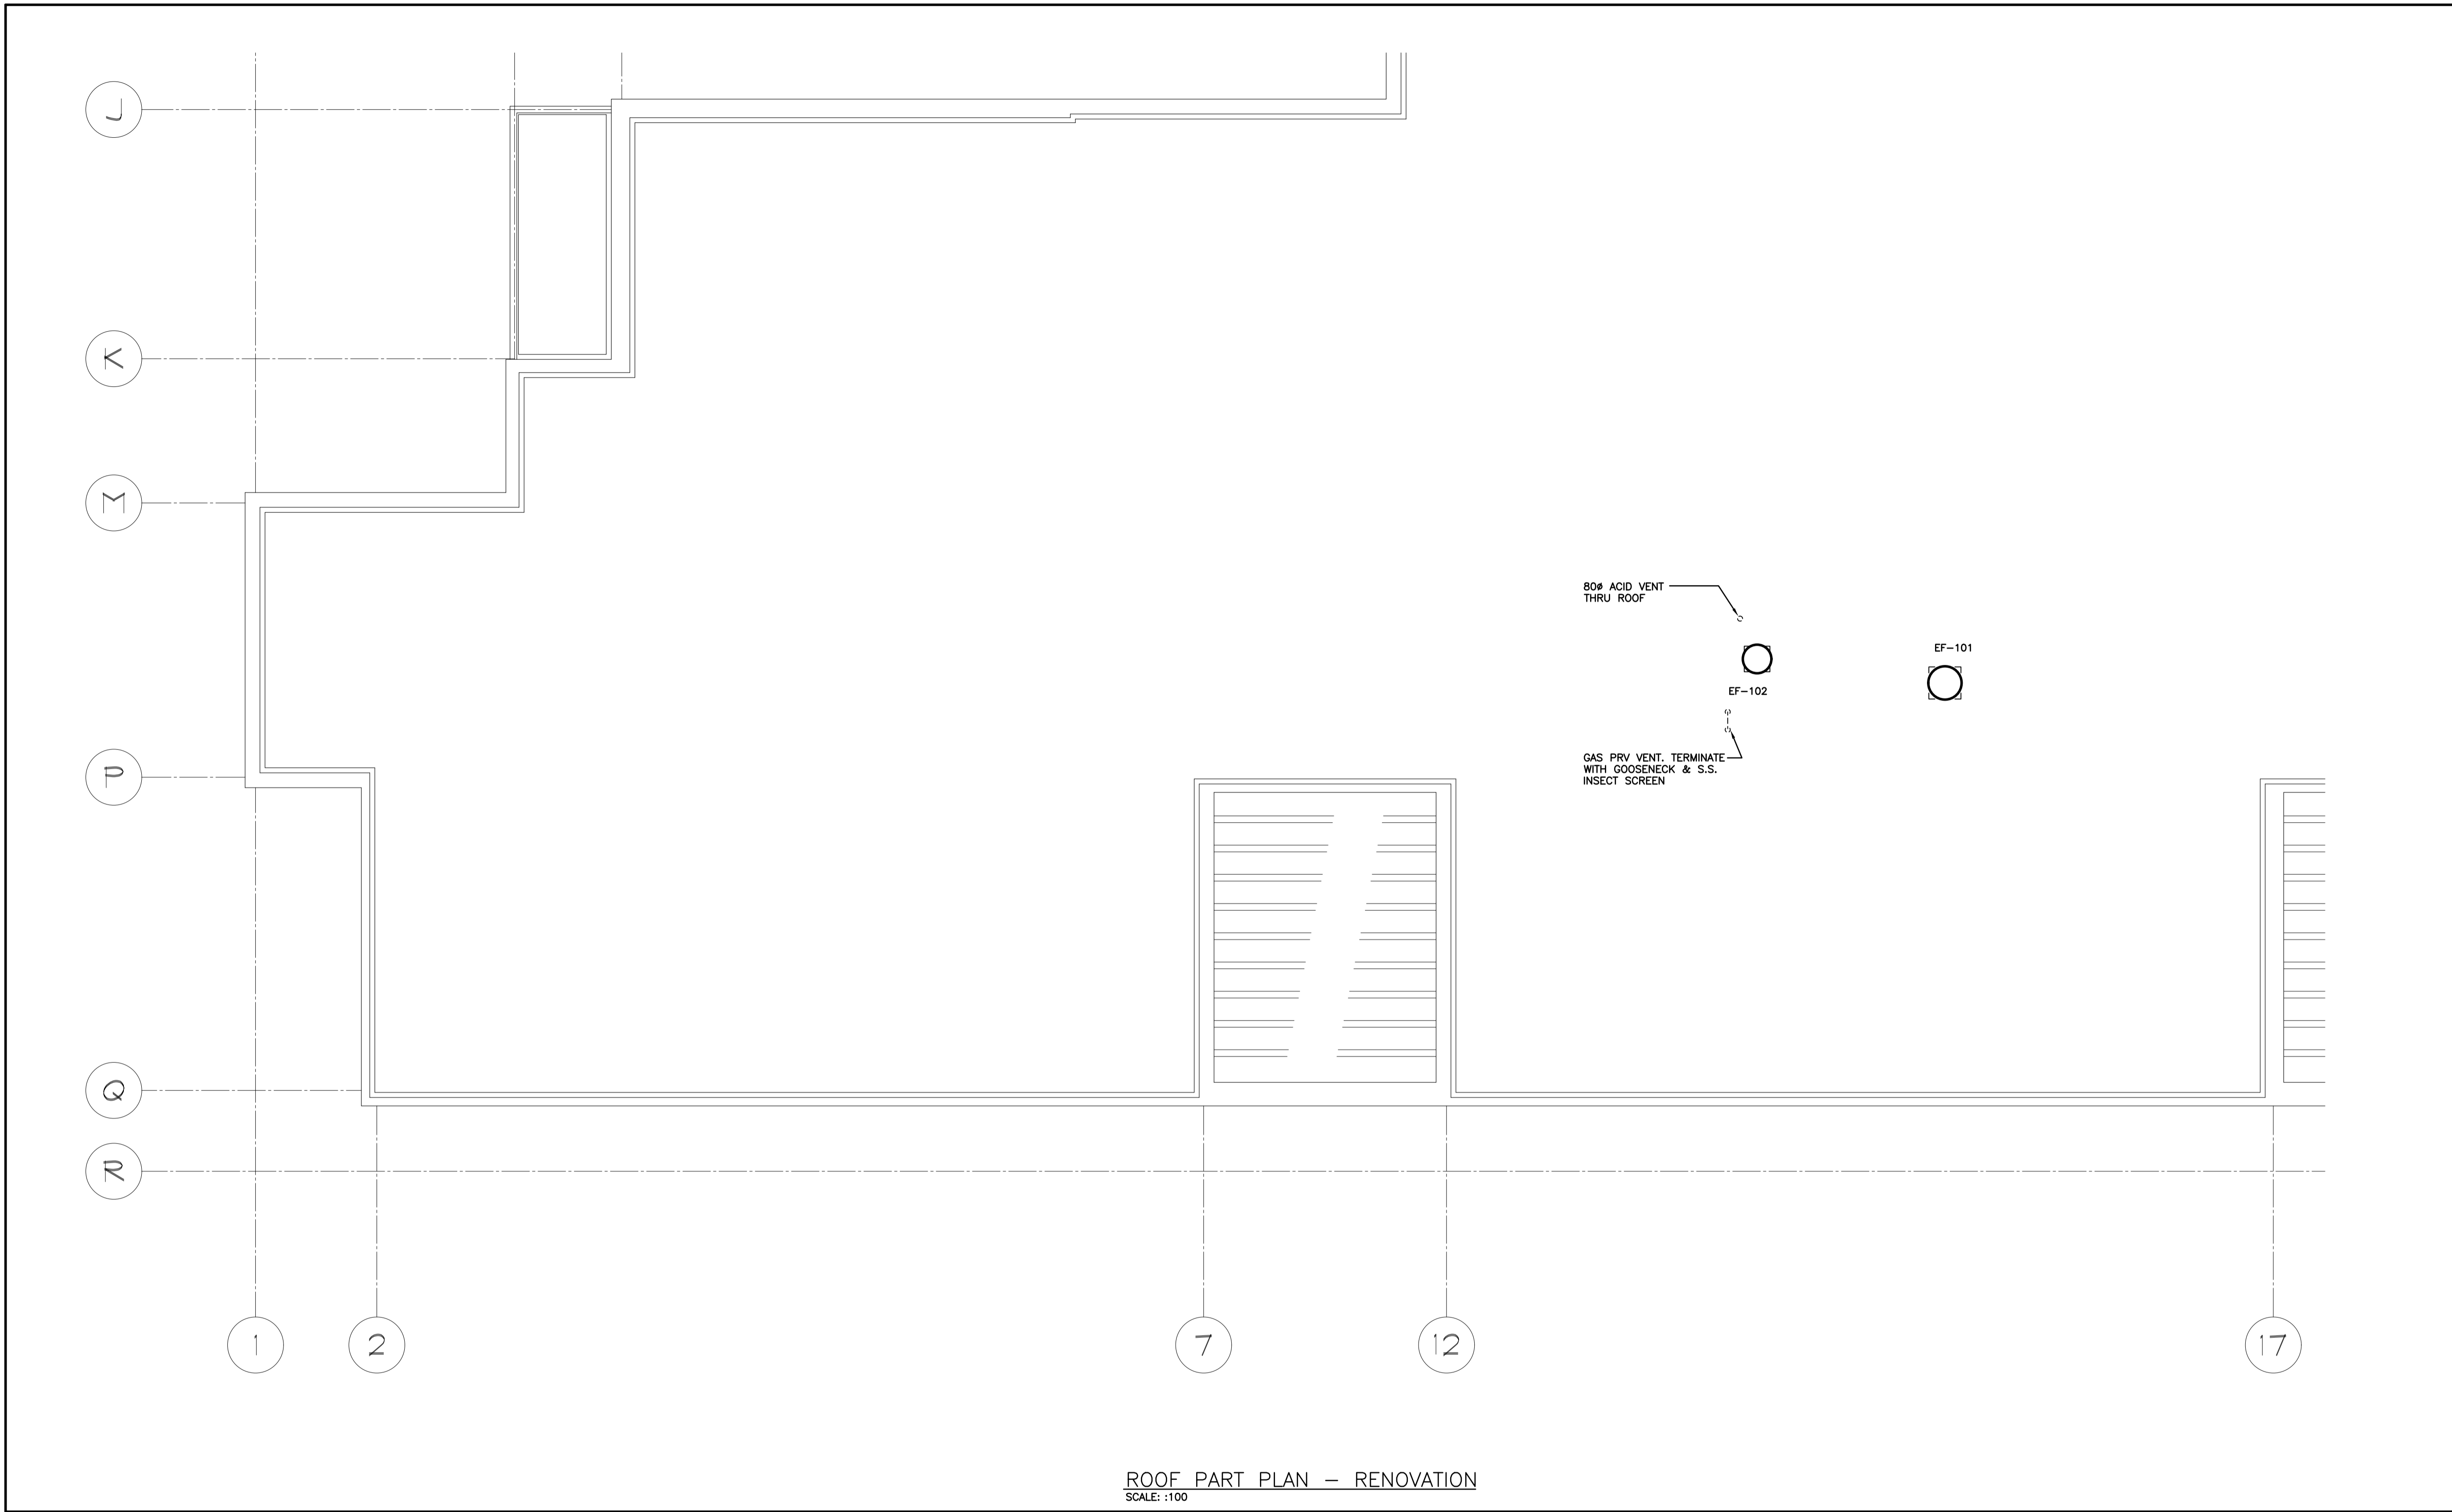 J
K
M
80ø ACID VENT
THRU ROOF
EF-101
EF-102
GAS PRV VENT. TERMINATE
WITH GOOSENECK & S.S.
INSECT SCREEN
P
Q
R
1
2
7
12
17
ROOF PART PLAN - RENOVATION
SCALE: :100